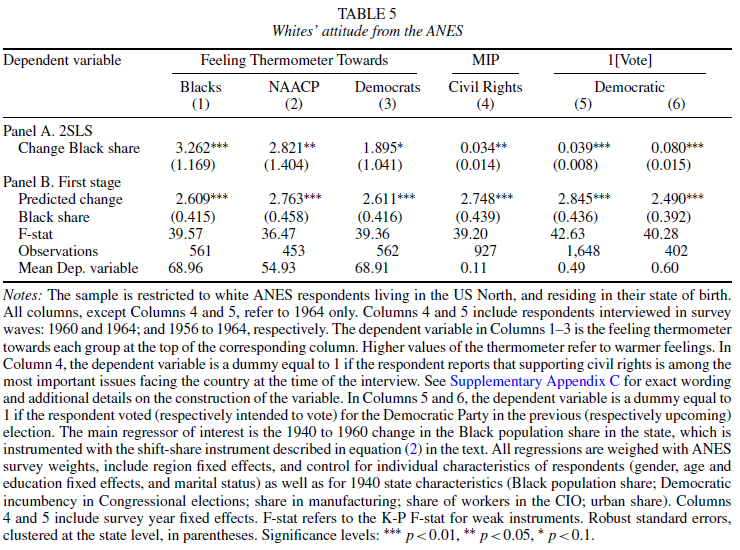 TABLE 5
Whites' attitude from the ANES
Dependent variable Feeling Thermometer Towards MIP 1[Vote]
Blacks NAACP Democrats Civil Rights Democratic
(1) (2) (3) (4) (5) (6)
Panel A. 2SLS
Change Black share 3.262*** 2.821** 1.895* 0.034** 0.039*** 0.080***
(1.169) (1.404) (1.041) (0.014) (0.008) (0.015)
Panel B. First stage
Predicted change 2.609*** 2.763*** 2.611*** 2.748*** 2.845*** 2.490***
Black share (0.415) (0.458) (0.416) (0.439) (0.436) (0.392)
F-stat 39.57 36.47 39.36 39.20 42.63 40.28
Observations 561 453 562 927 1,648 402
Mean Dep. variable 68.96 54.93 68.91 0.11 0.49 0.60
Notes: The sample is restricted to white ANES respondents living in the US North, and residing in their state of birth.
All columns, except Columns 4 and 5, refer to 1964 only. Columns 4 and 5 include respondents interviewed in survey
waves: 1960 and 1964; and 1956 to 1964, respectively. The dependent variable in Columns 1–3 is the feeling thermometer
towards each group at the top of the corresponding column. Higher values of the thermometer refer to warmer feelings. In
Column 4, the dependent variable is a dummy equal to 1 if the respondent reports that supporting civil rights is among the
most important issues facing the country at the time of the interview. See Supplementary Appendix C for exact wording
and additional details on the construction of the variable. In Columns 5 and 6, the dependent variable is a dummy equal to
1 if the respondent voted (respectively intended to vote) for the Democratic Party in the previous (respectively upcoming)
election. The main regressor of interest is the 1940 to 1960 change in the Black population share in the state, which is
instrumented with the shift-share instrument described in equation (2) in the text. All regressions are weighed with ANES
survey weights, include region fixed effects, and control for individual characteristics of respondents (gender, age and
education fixed effects, and marital status) as well as for 1940 state characteristics (Black population share; Democratic
incumbency in Congressional elections; share in manufacturing; share of workers in the CIO; urban share). Columns
4 and 5 include survey year fixed effects. F-stat refers to the K-P F-stat for weak instruments. Robust standard errors,
clustered at the state level, in parentheses. Significance levels: *** p<0.01, ** p<0.05, * p<0.1.